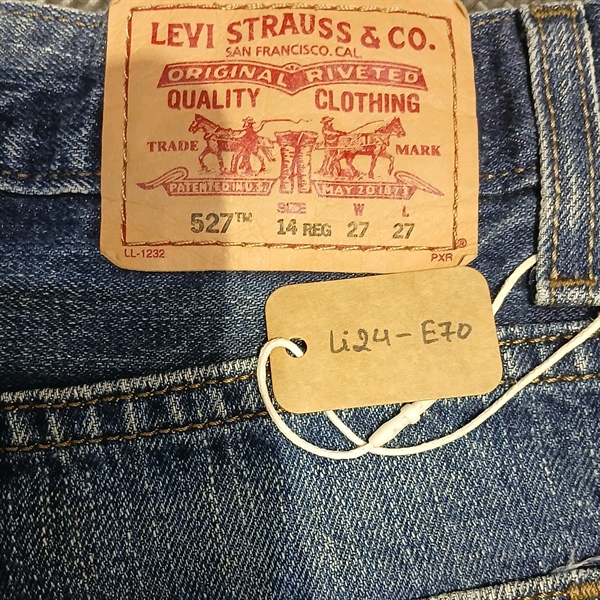 LEVI STRAUSS & CO.
SAN FRANCISCO. CAL.
ORIGINAL RIVETED
QUALITY CLOTHING
TRADE MARK
PATENTED IN U.S. MAY 20 1873
SIZE W L
527™ 14 REG 27 27
®
LL-1232 PXR
Li24-E70